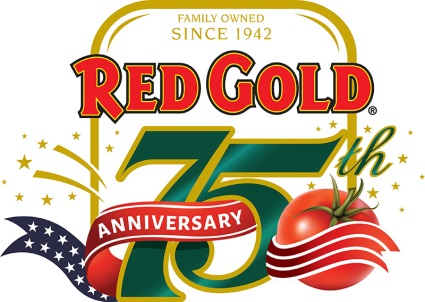 FAMILY OWNED
SINCE 1942
RED GOLD®
75th
ANNIVERSARY